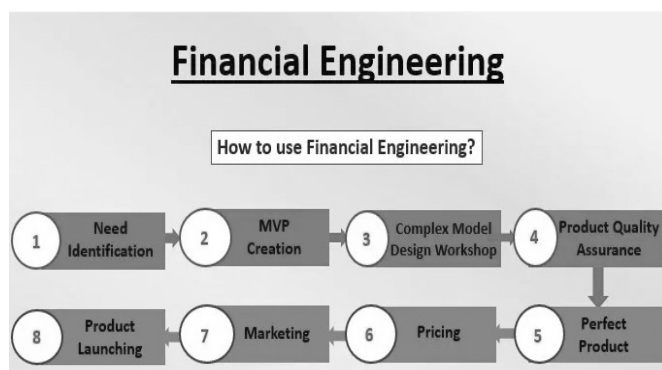 Financial Engineering
How to use Financial Engineering?
1
Need
Identification
2
MVP
Creation
3
Complex Model
Design Workshop
4
Product Quality
Assurance
5
Perfect
Product
6
Pricing
7
Marketing
8
Product
Launching